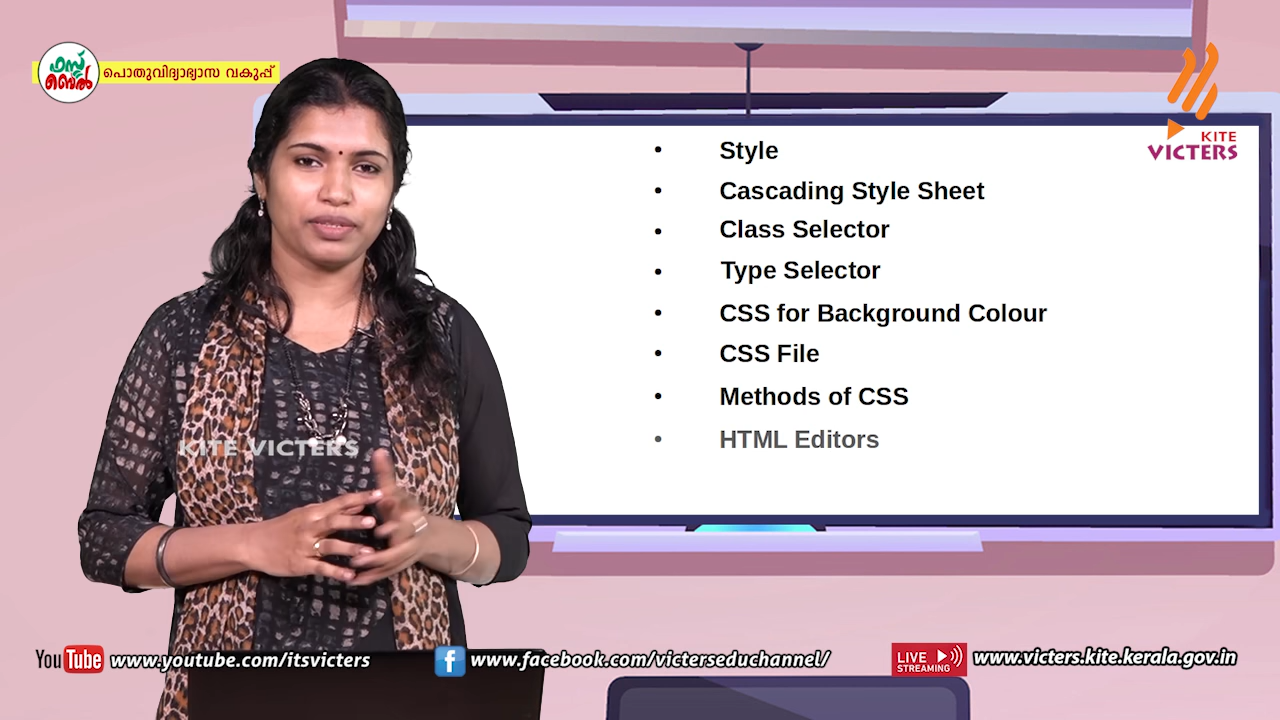 ഫസ്റ്റ്
ബെൽ
പൊതുവിദ്യാഭ്യാസ വകുപ്പ്
KITE
VICTERS
• Style
• Cascading Style Sheet
• Class Selector
• Type Selector
• CSS for Background Colour
• CSS File
• Methods of CSS
• HTML Editors
KITE VICTERS
YouTube www.youtube.com/itsvicters
f www.facebook.com/victerseduchannel/
LIVE STREAMING www.victers.kite.kerala.gov.in